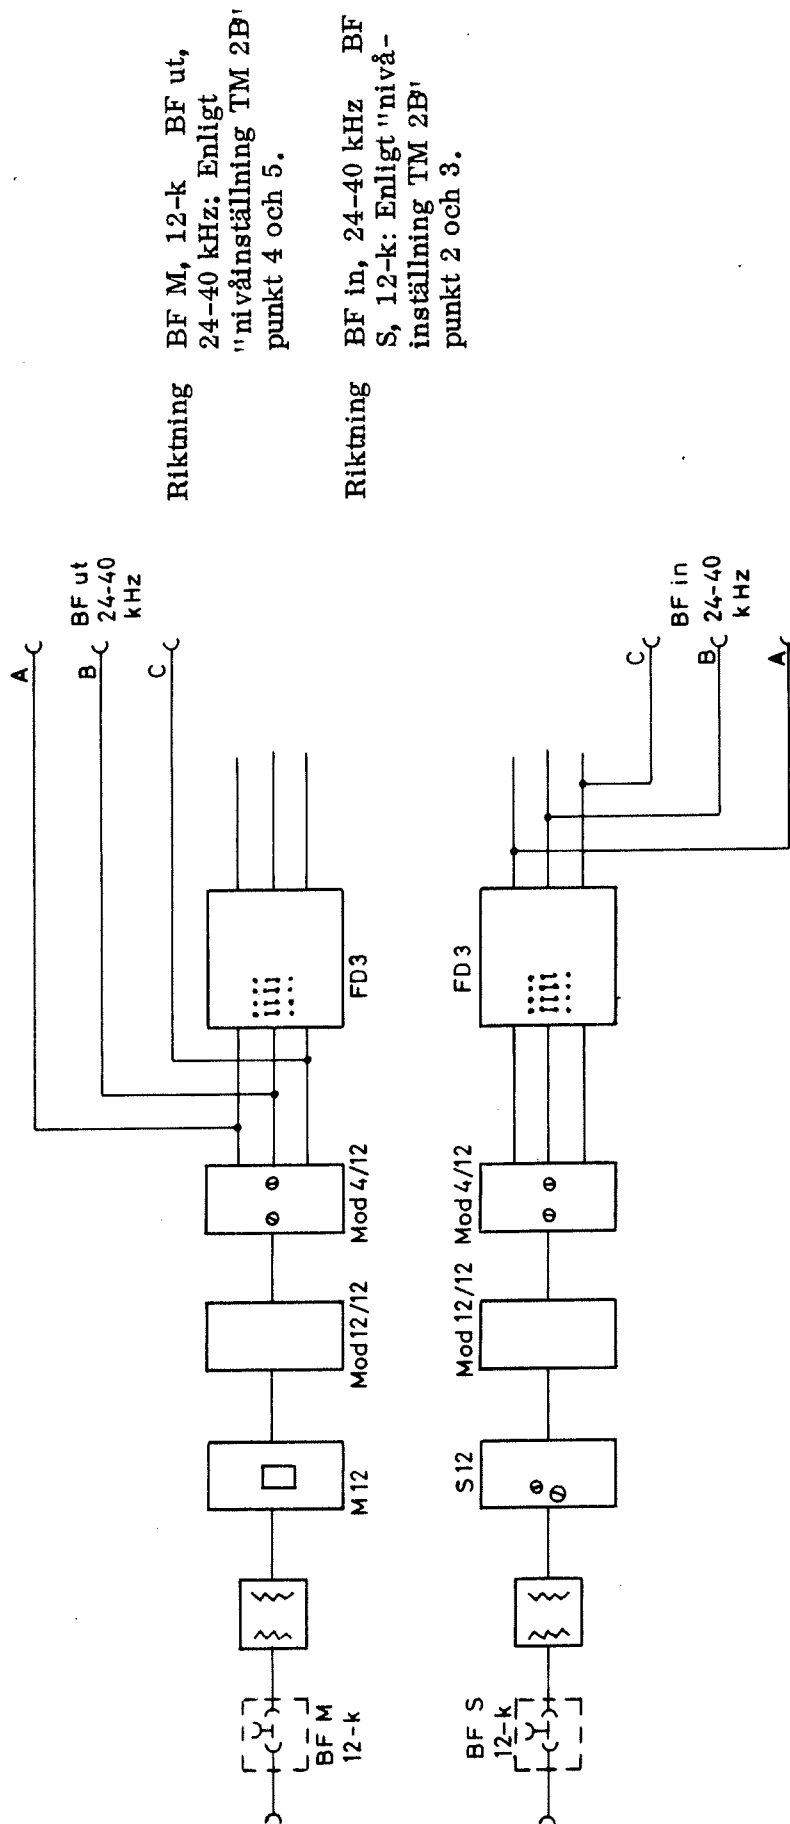 A
B
C
BF ut
24-40
kHz
FD3
Mod 4/12
Mod 12/12
M12
BF M
12-k
C
B
A
BF in
24-40
kHz
FD3
Mod 4/12
Mod 12/12
S12
BF S
12-k
Riktning BF M, 12-k BF ut,
24-40 kHz: Enligt
"nivåinställning TM 2B"
punkt 4 och 5.
Riktning BF in, 24-40 kHz BF
S, 12-k: Enligt "nivå-
inställning TM 2B"
punkt 2 och 3.